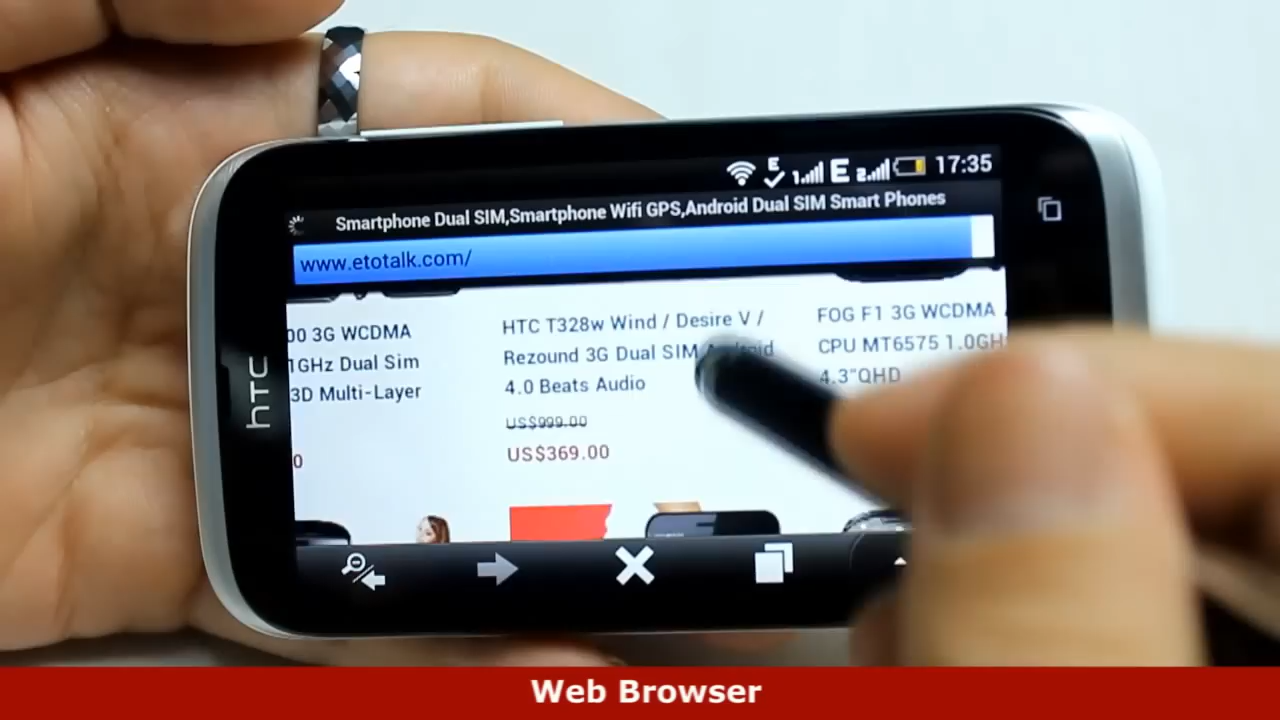 17:35
Smartphone Dual SIM,Smartphone Wifi GPS,Android Dual SIM Smart Phones
www.etotalk.com/
00 3G WCDMA
1GHz Dual Sim
3D Multi-Layer
0
HTC T328w Wind / Desire V /
Rezound 3G Dual SIM Android
4.0 Beats Audio
US$999.00
US$369.00
FOG F1 3G WCDMA
CPU MT6575 1.0GH
4.3"QHD
hTC
Web Browser